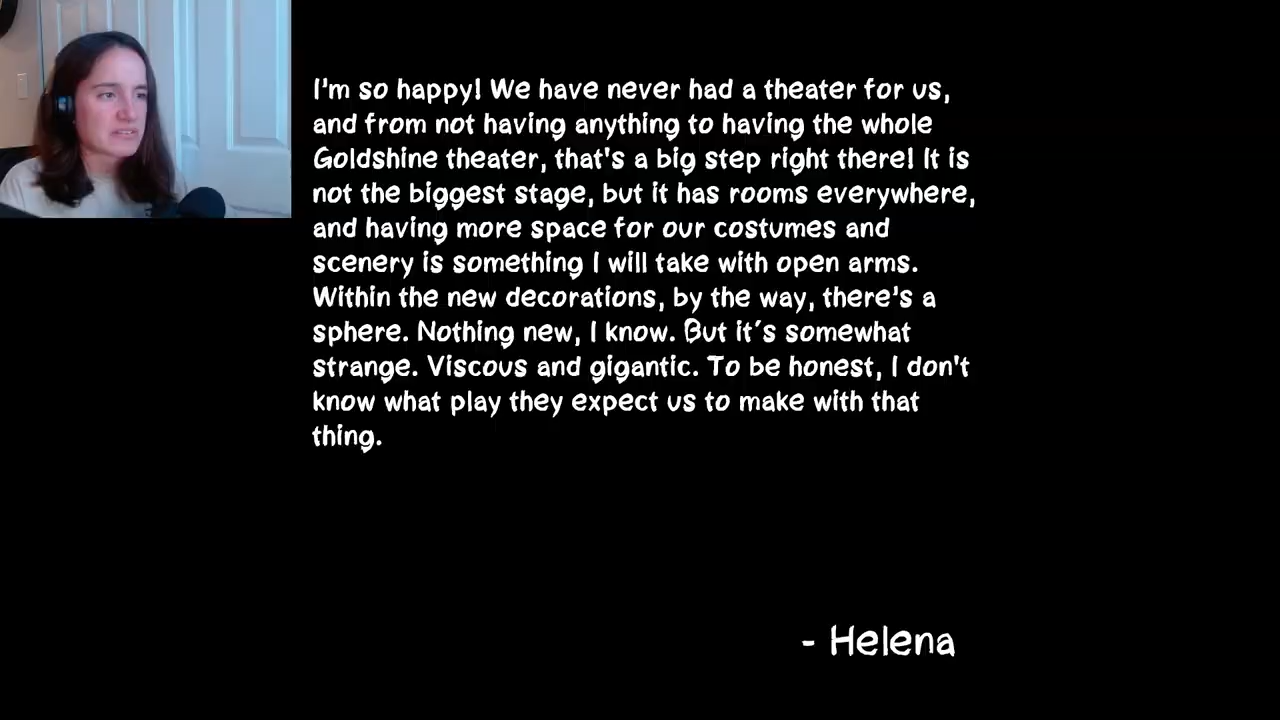 I'm so happy! We have never had a theater for us,
and from not having anything to having the whole
Goldshine theater, that's a big step right there! It is
not the biggest stage, but it has rooms everywhere,
and having more space for our costumes and
scenery is something I will take with open arms.
Within the new decorations, by the way, there's a
sphere. Nothing new, I know. But it´s somewhat
strange. Viscous and gigantic. To be honest, I don't
know what play they expect us to make with that
thing.
- Helena